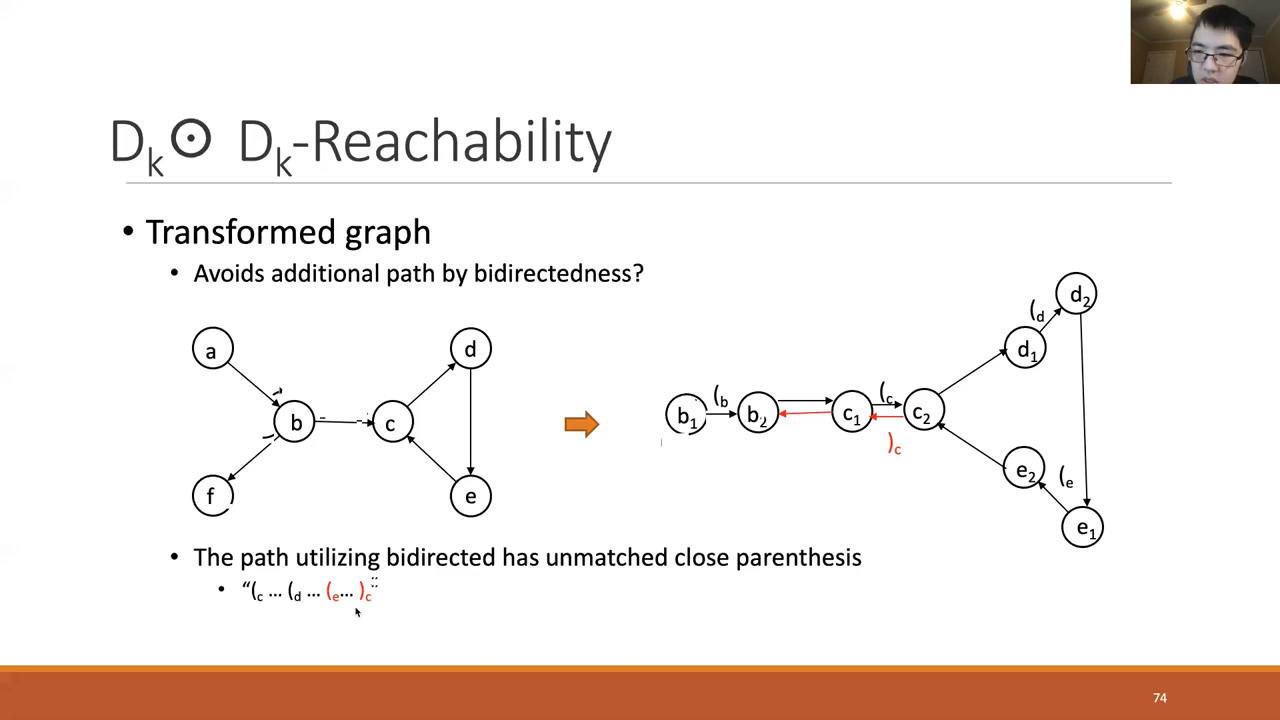 Dₖ⊙ Dₖ-Reachability
• Transformed graph
• Avoids additional path by bidirectedness?
a
b
c
d
e
f
b₁
(b
b₂
c₁
(c
c₂
)c
d₁
(d
d₂
e₂
(e
e₁
• The path utilizing bidirected has unmatched close parenthesis
• “(c … (d … (e… )c”
74